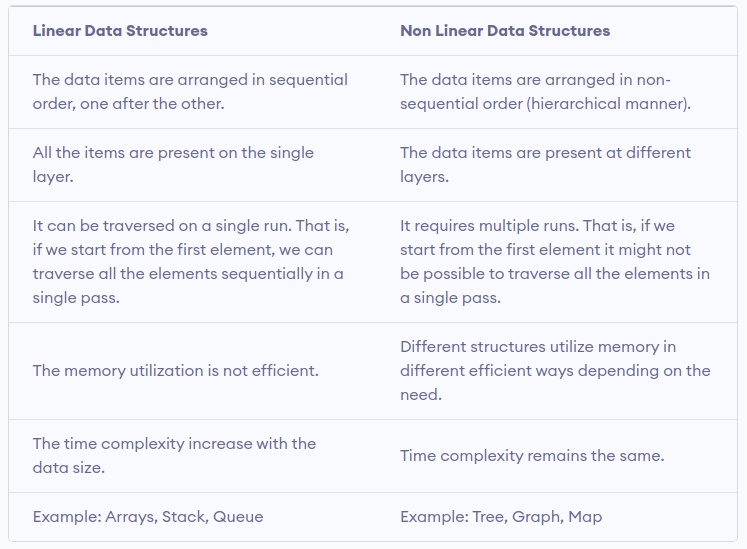 Linear Data Structures
Non Linear Data Structures
The data items are arranged in sequential
order, one after the other.
The data items are arranged in non-
sequential order (hierarchical manner).
All the items are present on the single
layer.
The data items are present at different
layers.
It can be traversed on a single run. That is,
if we start from the first element, we can
traverse all the elements sequentially in a
single pass.
It requires multiple runs. That is, if we
start from the first element it might not
be possible to traverse all the elements in
a single pass.
The memory utilization is not efficient.
Different structures utilize memory in
different efficient ways depending on the
need.
The time complexity increase with the
data size.
Time complexity remains the same.
Example: Arrays, Stack, Queue
Example: Tree, Graph, Map